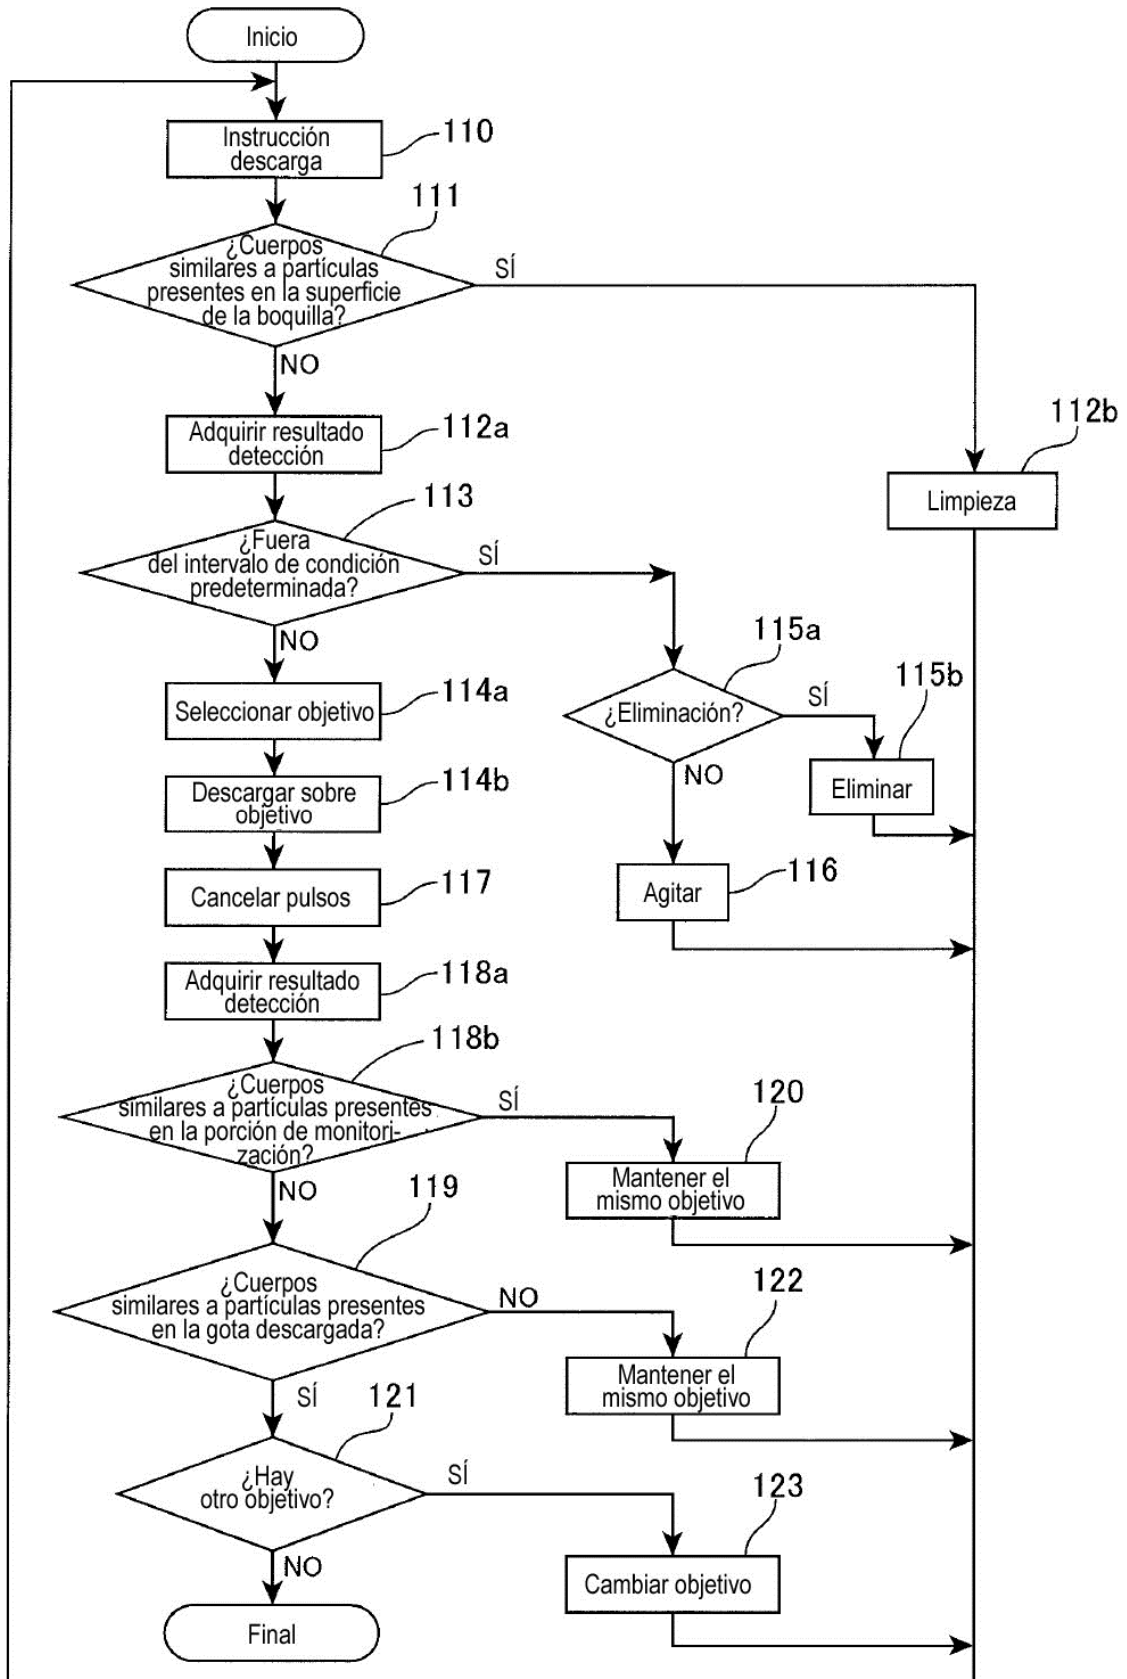 Inicio
Instrucción
descarga
110
111
¿Cuerpos
similares a partículas
presentes en la superficie
de la boquilla?
SÍ
NO
Adquirir resultado
detección
112a
112b
Limpieza
113
¿Fuera
del intervalo de condición
predeterminada?
SÍ
NO
115a
¿Eliminación?
SÍ
NO
115b
Eliminar
114a
Seleccionar objetivo
114b
Descargar sobre
objetivo
116
Agitar
117
Cancelar pulsos
118a
Adquirir resultado
detección
118b
¿Cuerpos
similares a partículas presentes
en la porción de monitori-
zación?
SÍ
NO
120
Mantener el
mismo objetivo
119
¿Cuerpos
similares a partículas presentes
en la gota descargada?
NO
SÍ
122
Mantener el
mismo objetivo
121
¿Hay
otro objetivo?
SÍ
NO
123
Cambiar objetivo
Final